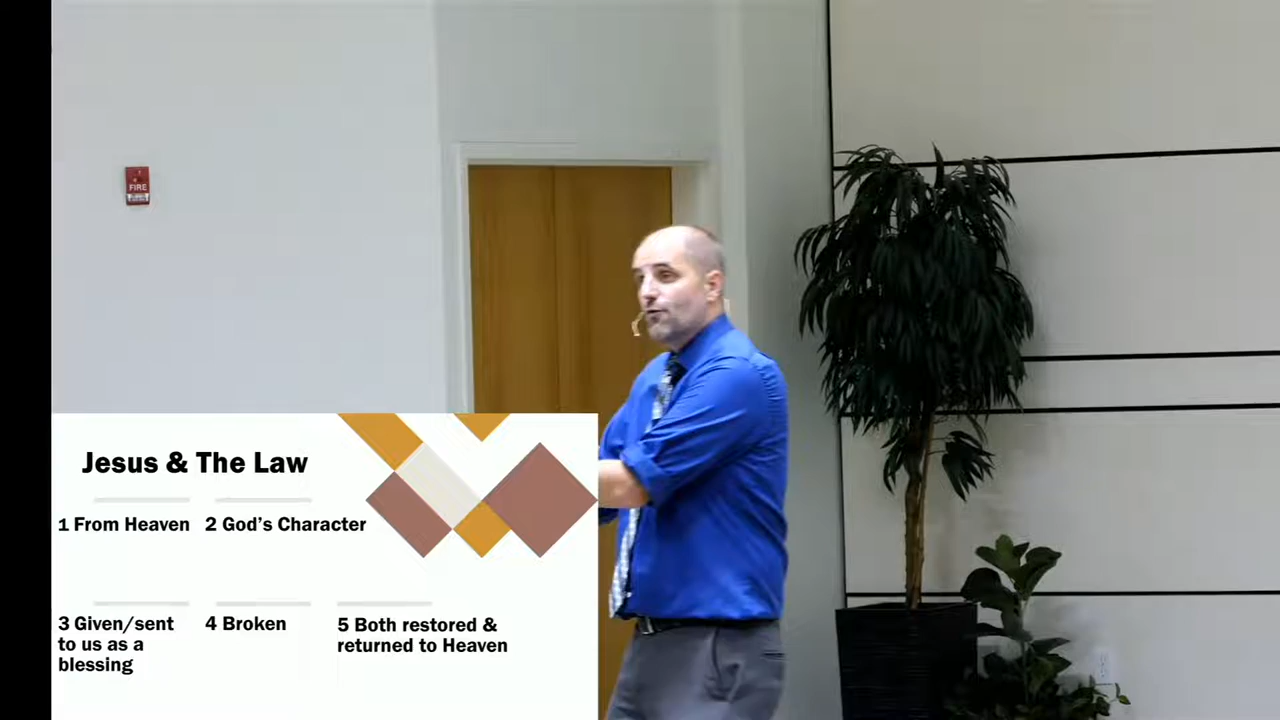 FIRE
Jesus & The Law
1 From Heaven
2 God's Character
3 Given/sent
to us as a
blessing
4 Broken
5 Both restored &
returned to Heaven